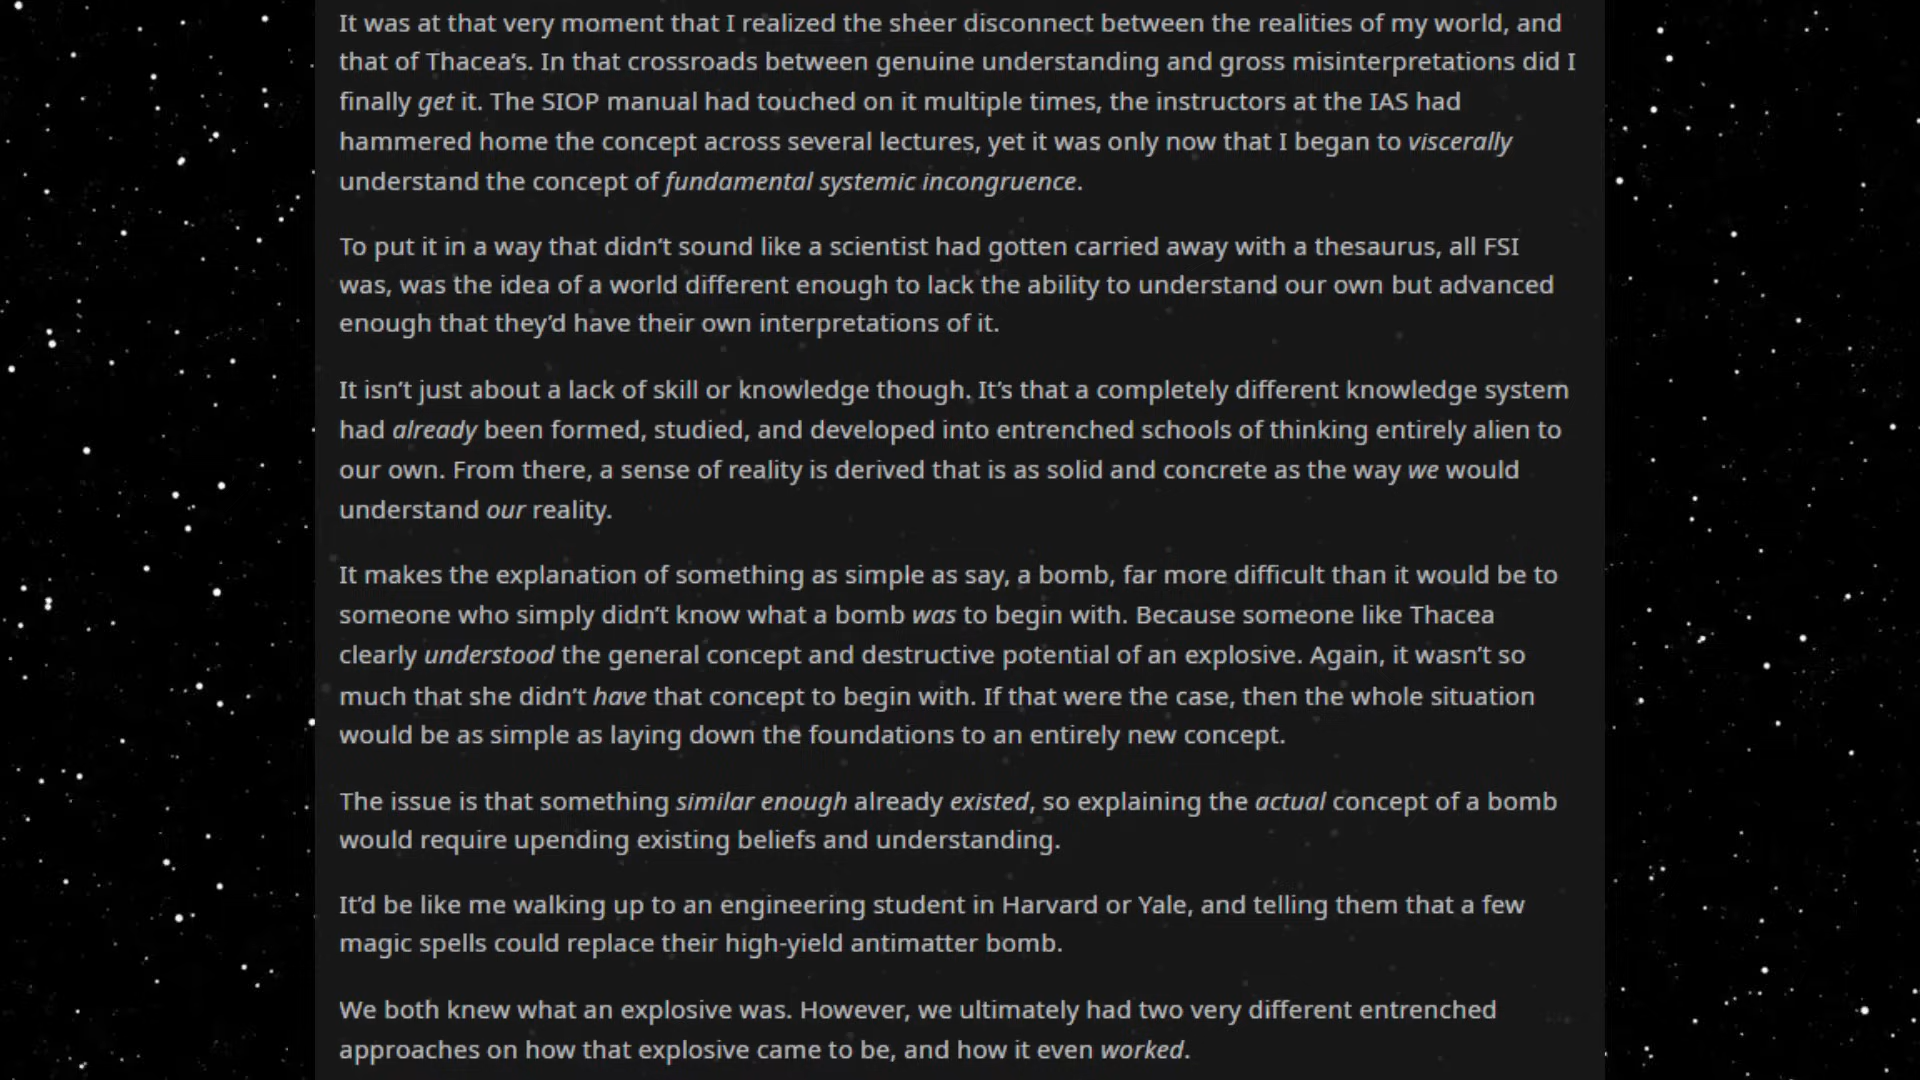 It was at that very moment that I realized the sheer disconnect between the realities of my world, and
that of Thacea’s. In that crossroads between genuine understanding and gross misinterpretations did I
finally get it. The SIOP manual had touched on it multiple times, the instructors at the IAS had
hammered home the concept across several lectures, yet it was only now that I began to viscerally
understand the concept of fundamental systemic incongruence.
To put it in a way that didn’t sound like a scientist had gotten carried away with a thesaurus, all FSI
was, was the idea of a world different enough to lack the ability to understand our own but advanced
enough that they’d have their own interpretations of it.
It isn’t just about a lack of skill or knowledge though. It’s that a completely different knowledge system
had already been formed, studied, and developed into entrenched schools of thinking entirely alien to
our own. From there, a sense of reality is derived that is as solid and concrete as the way we would
understand our reality.
It makes the explanation of something as simple as say, a bomb, far more difficult than it would be to
someone who simply didn’t know what a bomb was to begin with. Because someone like Thacea
clearly understood the general concept and destructive potential of an explosive. Again, it wasn’t so
much that she didn’t have that concept to begin with. If that were the case, then the whole situation
would be as simple as laying down the foundations to an entirely new concept.
The issue is that something similar enough already existed, so explaining the actual concept of a bomb
would require upending existing beliefs and understanding.
It’d be like me walking up to an engineering student in Harvard or Yale, and telling them that a few
magic spells could replace their high-yield antimatter bomb.
We both knew what an explosive was. However, we ultimately had two very different entrenched
approaches on how that explosive came to be, and how it even worked.